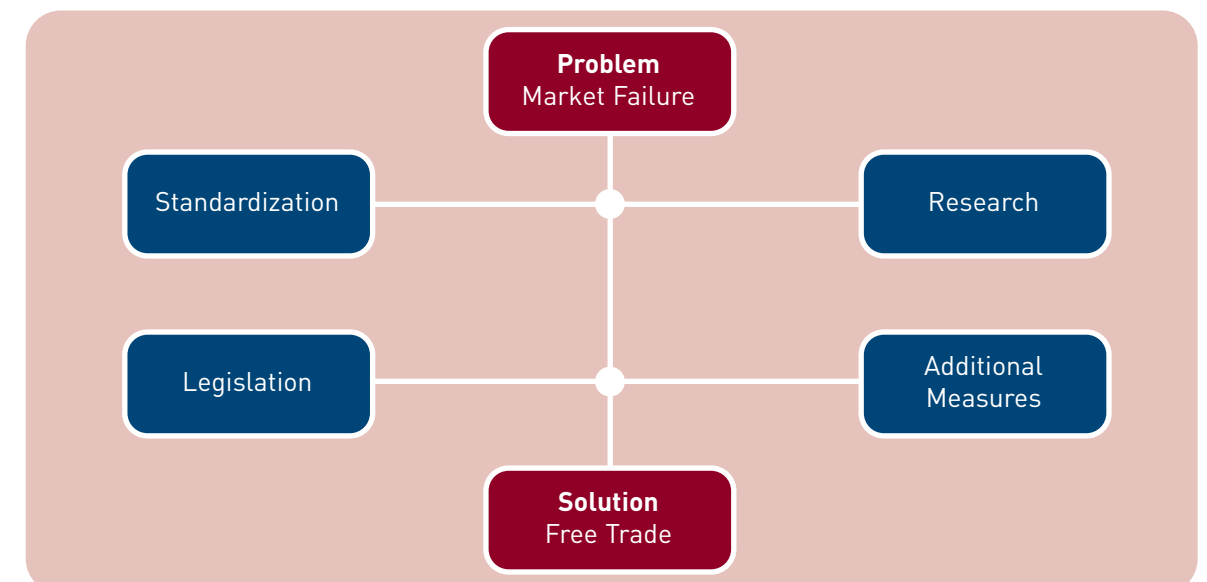 Problem
Market Failure
Standardization
Research
Legislation
Additional
Measures
Solution
Free Trade